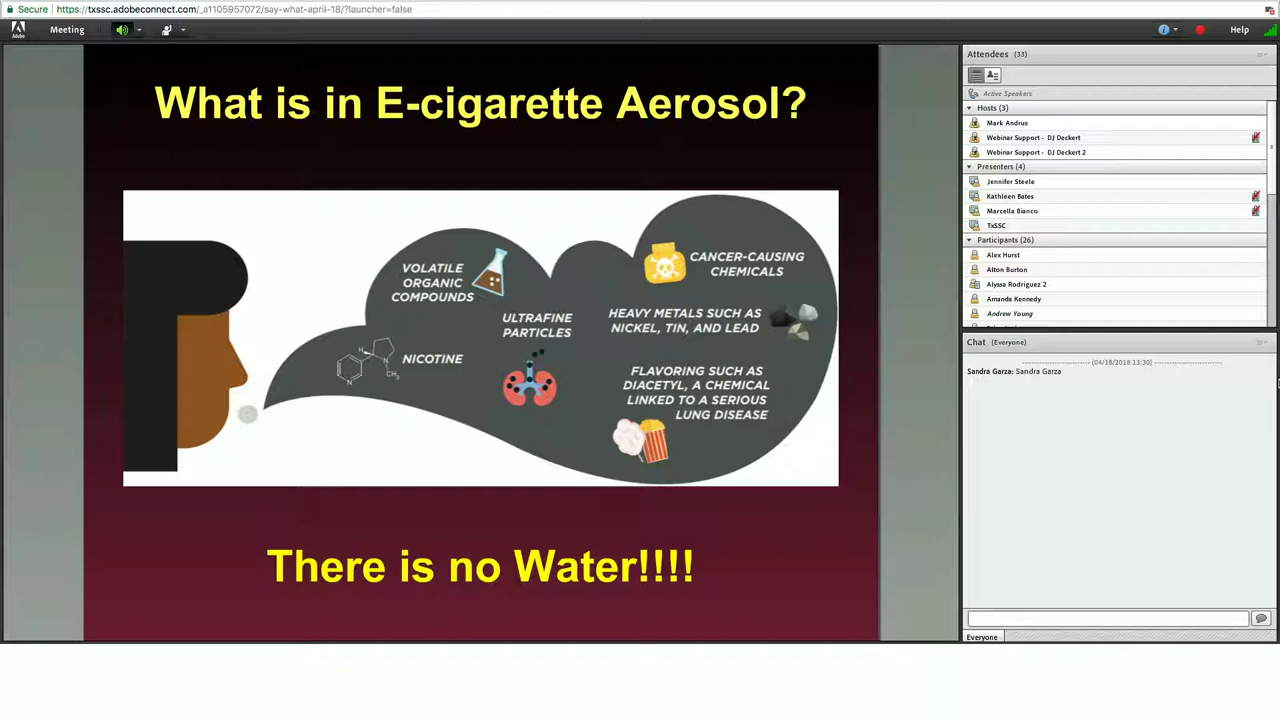 Secure
https://txssc.adobeconnect.com/_a1105957072/say-what-april-18/?launcher=false
Adobe
Meeting
Help
What is in E-cigarette Aerosol?
VOLATILE
ORGANIC
COMPOUNDS
ULTRAFINE
PARTICLES
NICOTINE
H
N
N
CH₃
CANCER-CAUSING
CHEMICALS
HEAVY METALS SUCH AS
NICKEL, TIN, AND LEAD
FLAVORING SUCH AS
DIACETYL, A CHEMICAL
LINKED TO A SERIOUS
LUNG DISEASE
There is no Water!!!!
Attendees (33)
Active Speakers
Hosts (3)
Mark Andrus
Webinar Support - DJ Deckert
Webinar Support - DJ Deckert 2
Presenters (4)
Jennifer Steele
Kathleen Bates
Marcella Bianco
TxSSC
Participants (26)
Alex Hurst
Alton Burton
Alyssa Rodriguez 2
Amanda Kennedy
Andrew Young
Chat (Everyone)
(04/18/2018 13:30)
Sandra Garza: Sandra Garza
Everyone